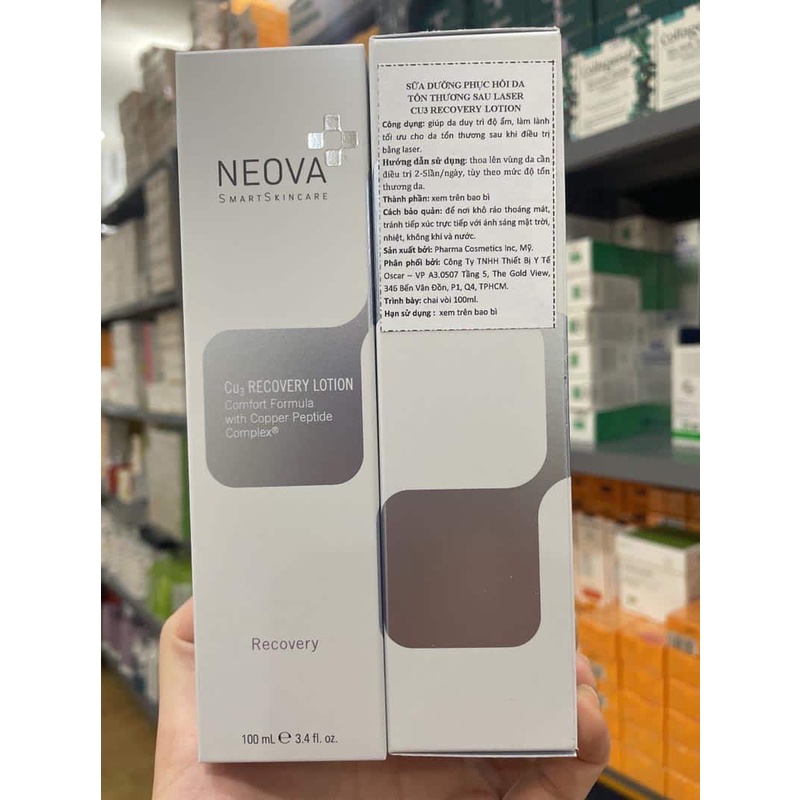 NEOVA
SMARTSKINCARE
Cu3 RECOVERY LOTION
Comfort Formula
with Copper Peptide
Complex®
Recovery
100 mL ℮ 3.4 fl. oz.
SỮA DƯỠNG PHỤC HỒI DA
TỔN THƯƠNG SAU LASER
CU3 RECOVERY LOTION
Công dụng: giúp da duy trì độ ẩm, làm lành
tối ưu cho da tổn thương sau khi điều trị
bằng laser.
Hướng dẫn sử dụng: thoa lên vùng da cần
điều trị 2-5lần/ngày, tùy theo mức độ tổn
thương da.
Thành phần: xem trên bao bì
Cách bảo quản: để nơi khô ráo thoáng mát,
tránh tiếp xúc trực tiếp với ánh sáng mặt trời,
nhiệt, không khí và nước.
Sản xuất bởi: Pharma Cosmetics Inc, Mỹ.
Phân phối bởi: Công Ty TNHH Thiết Bị Y Tế
Oscar – VP A3.0507 Tầng 5, The Gold View,
346 Bến Vân Đồn, P1, Q4, TPHCM.
Trình bày: chai vòi 100ml.
Hạn sử dụng : xem trên bao bì